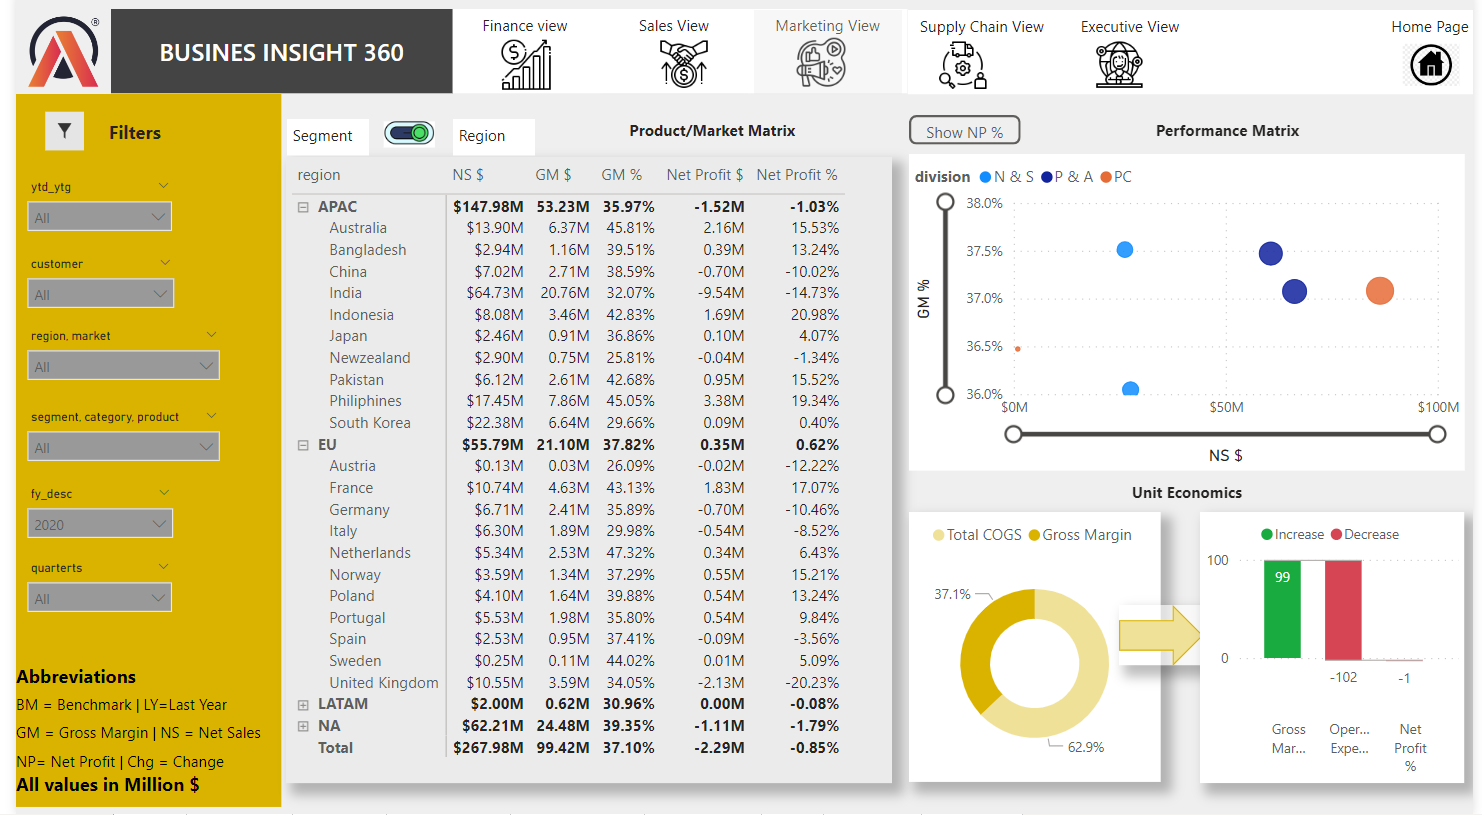 Finance view
Sales View
Marketing View
Supply Chain View
Executive View
Home Page
®
BUSINES INSIGHT 360
Filters
ytd_ytg
All
customer
All
region, market
All
segment, category, product
All
fy_desc
2020
quarterts
All
Abbreviations
BM = Benchmark | LY=Last Year
GM = Gross Margin | NS = Net Sales
NP= Net Profit | Chg = Change
All values in Million $
Segment
Region
Product/Market Matrix
region NS $ GM $ GM % Net Profit $ Net Profit %
APAC $147.98M 53.23M 35.97% -1.52M -1.03%
Australia $13.90M 6.37M 45.81% 2.16M 15.53%
Bangladesh $2.94M 1.16M 39.51% 0.39M 13.24%
China $7.02M 2.71M 38.59% -0.70M -10.02%
India $64.73M 20.76M 32.07% -9.54M -14.73%
Indonesia $8.08M 3.46M 42.83% 1.69M 20.98%
Japan $2.46M 0.91M 36.86% 0.10M 4.07%
Newzealand $2.90M 0.75M 25.81% -0.04M -1.34%
Pakistan $6.12M 2.61M 42.68% 0.95M 15.52%
Philiphines $17.45M 7.86M 45.05% 3.38M 19.34%
South Korea $22.38M 6.64M 29.66% 0.09M 0.40%
EU $55.79M 21.10M 37.82% 0.35M 0.62%
Austria $0.13M 0.03M 26.09% -0.02M -12.22%
France $10.74M 4.63M 43.13% 1.83M 17.07%
Germany $6.71M 2.41M 35.89% -0.70M -10.46%
Italy $6.30M 1.89M 29.98% -0.54M -8.52%
Netherlands $5.34M 2.53M 47.32% 0.34M 6.43%
Norway $3.59M 1.34M 37.29% 0.55M 15.21%
Poland $4.10M 1.64M 39.88% 0.54M 13.24%
Portugal $5.53M 1.98M 35.80% 0.54M 9.84%
Spain $2.53M 0.95M 37.41% -0.09M -3.56%
Sweden $0.25M 0.11M 44.02% 0.01M 5.09%
United Kingdom $10.55M 3.59M 34.05% -2.13M -20.23%
LATAM $2.00M 0.62M 30.96% 0.00M -0.08%
NA $62.21M 24.48M 39.35% -1.11M -1.79%
Total $267.98M 99.42M 37.10% -2.29M -0.85%
Show NP %
Performance Matrix
division N & S P & A PC
38.0%
37.5%
37.0%
36.5%
36.0%
GM %
$0M $50M $100M
NS $
Unit Economics
Total COGS Gross Margin
37.1%
62.9%
Increase Decrease
100
99
0
-102
-1
Gross
Mar...
Oper...
Expe...
Net
Profit
%